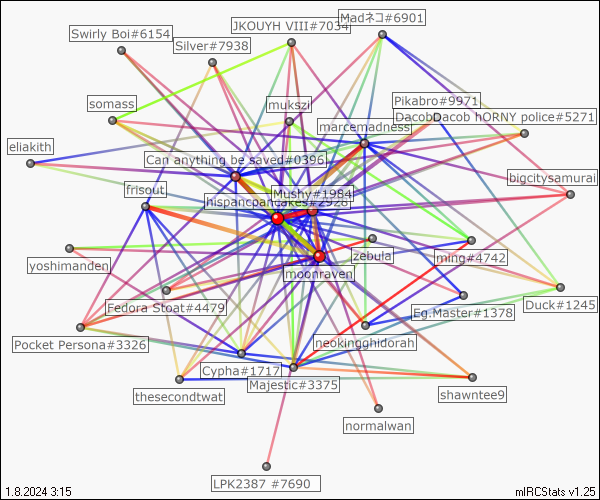 Swirly Boi#6154
Silver#7938
JKOUYH VIII#7034
Madネコ#6901
somass
mukszi
Pikabro#9971
DacobDacob hORNY police#5271
marcemadness
eliakith
Can anything be saved#0396
bigcitysamurai
frisout
Mushy#1984
hispancpancakes#2928
yoshimanden
zebula
ming#4742
moonraven
Fedora Stoat#4479
Eg.Master#1378
Duck#1245
Pocket Persona#3326
neokingghidorah
Cypha#1717
Majestic#3375
thesecondtwat
shawntee9
normalwan
LPK2387 #7690
1.8.2024 3:15
mIRCStats v1.25